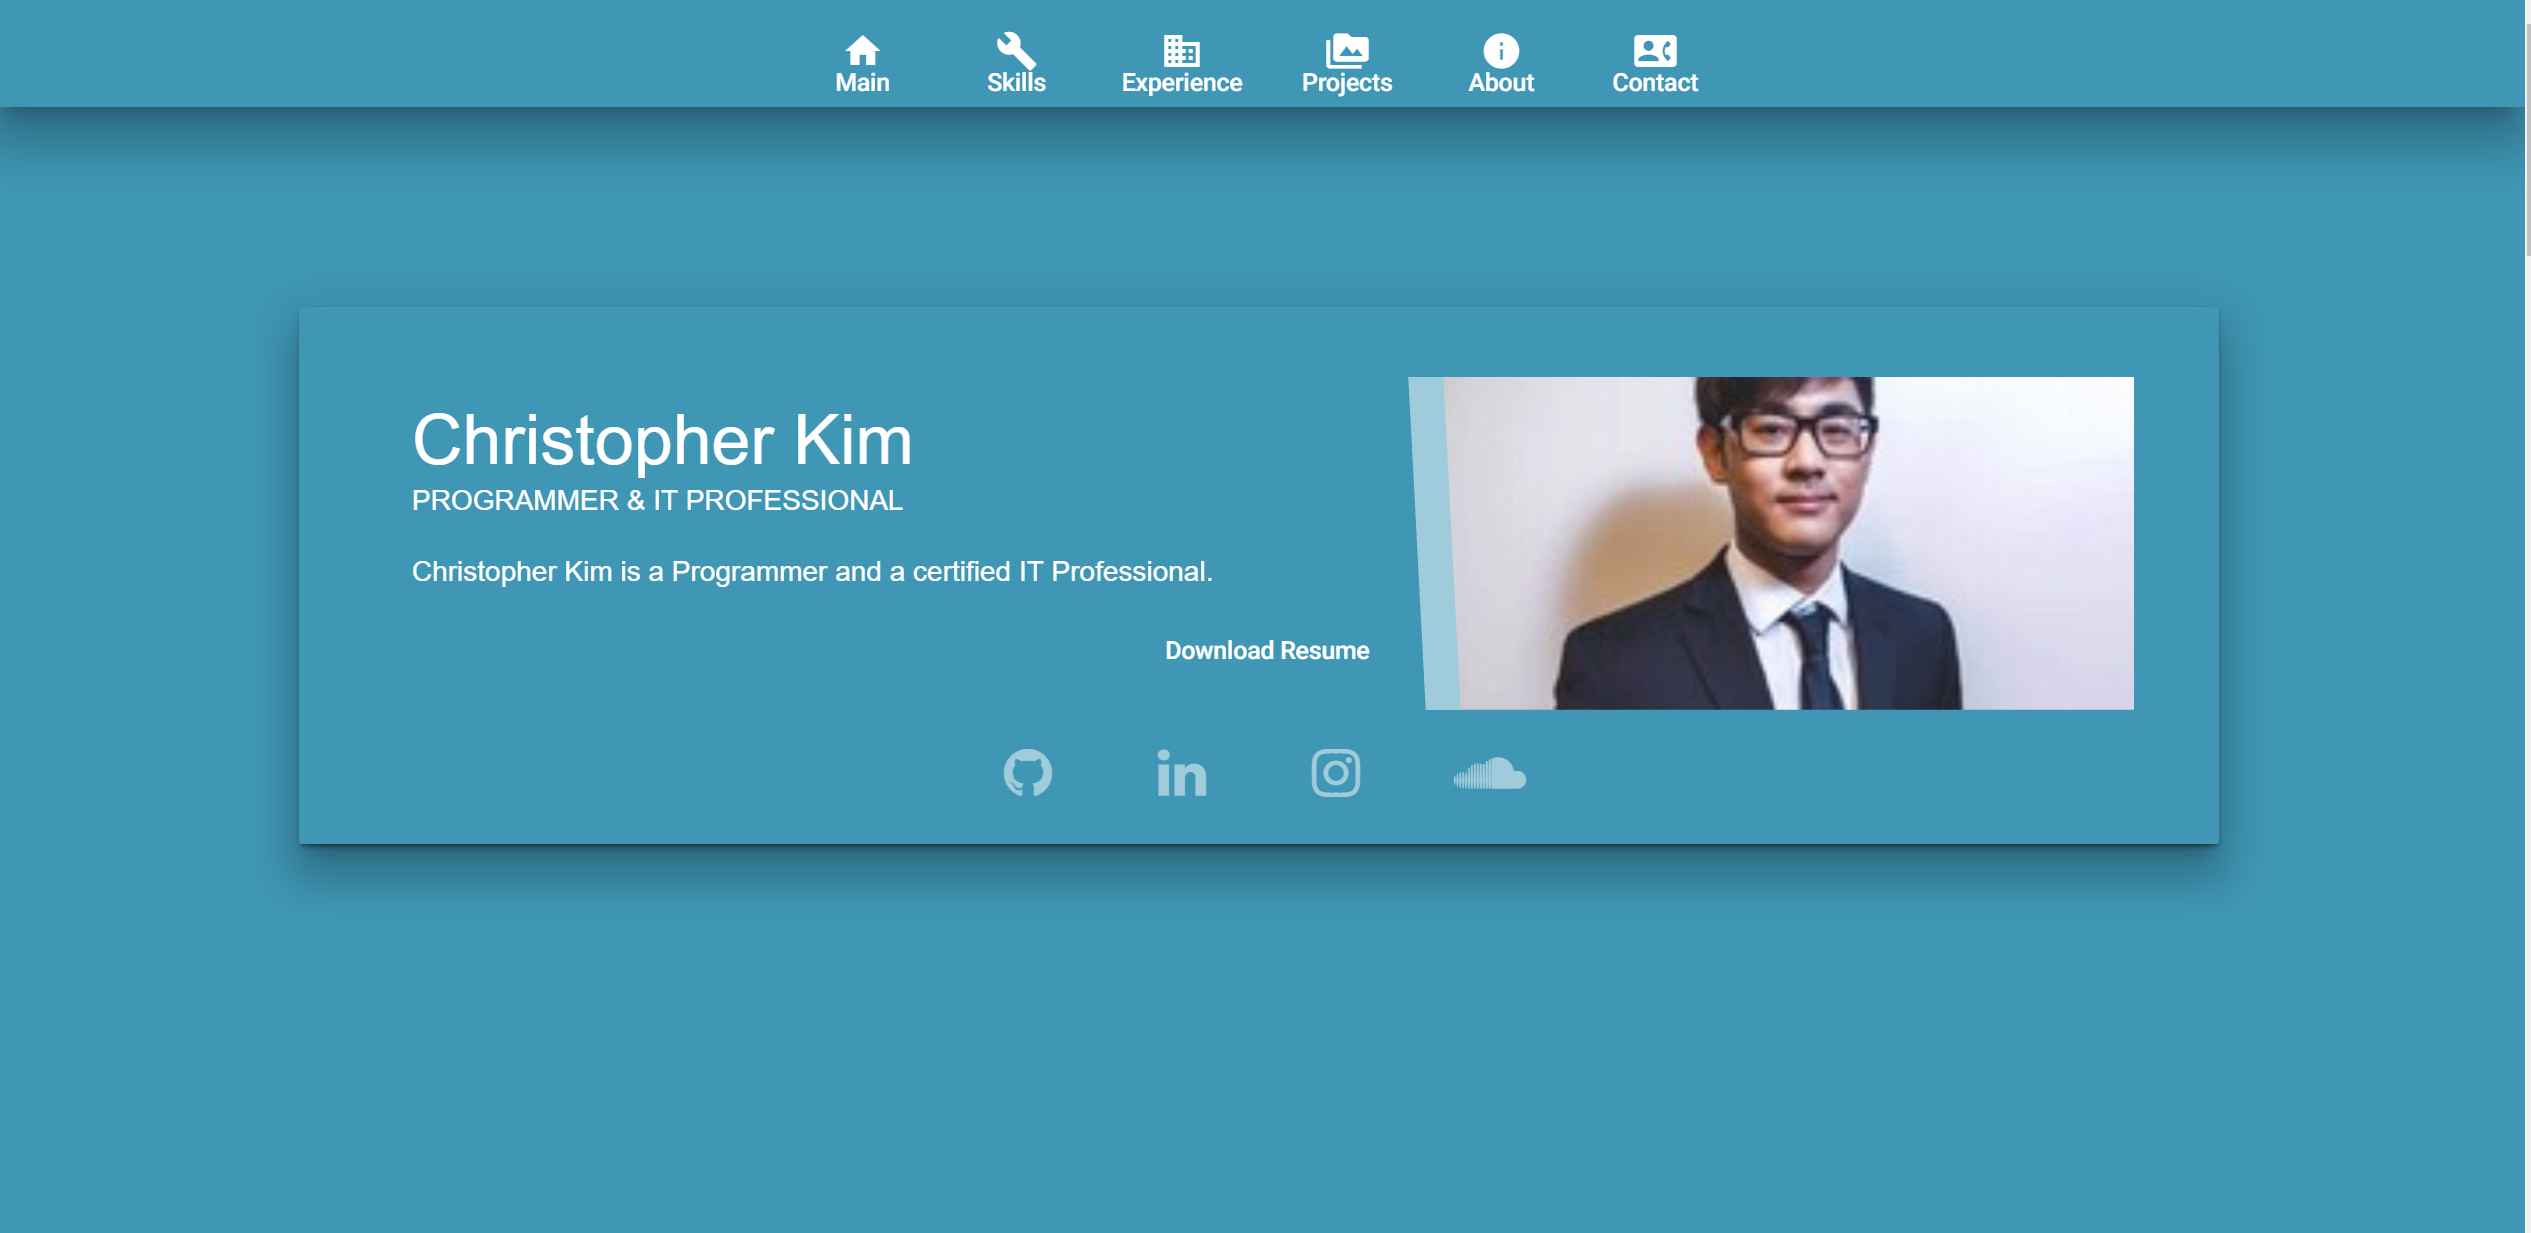 Main
Skills
Experience
Projects
About
Contact
Christopher Kim
PROGRAMMER & IT PROFESSIONAL
Christopher Kim is a Programmer and a certified IT Professional.
Download Resume
in